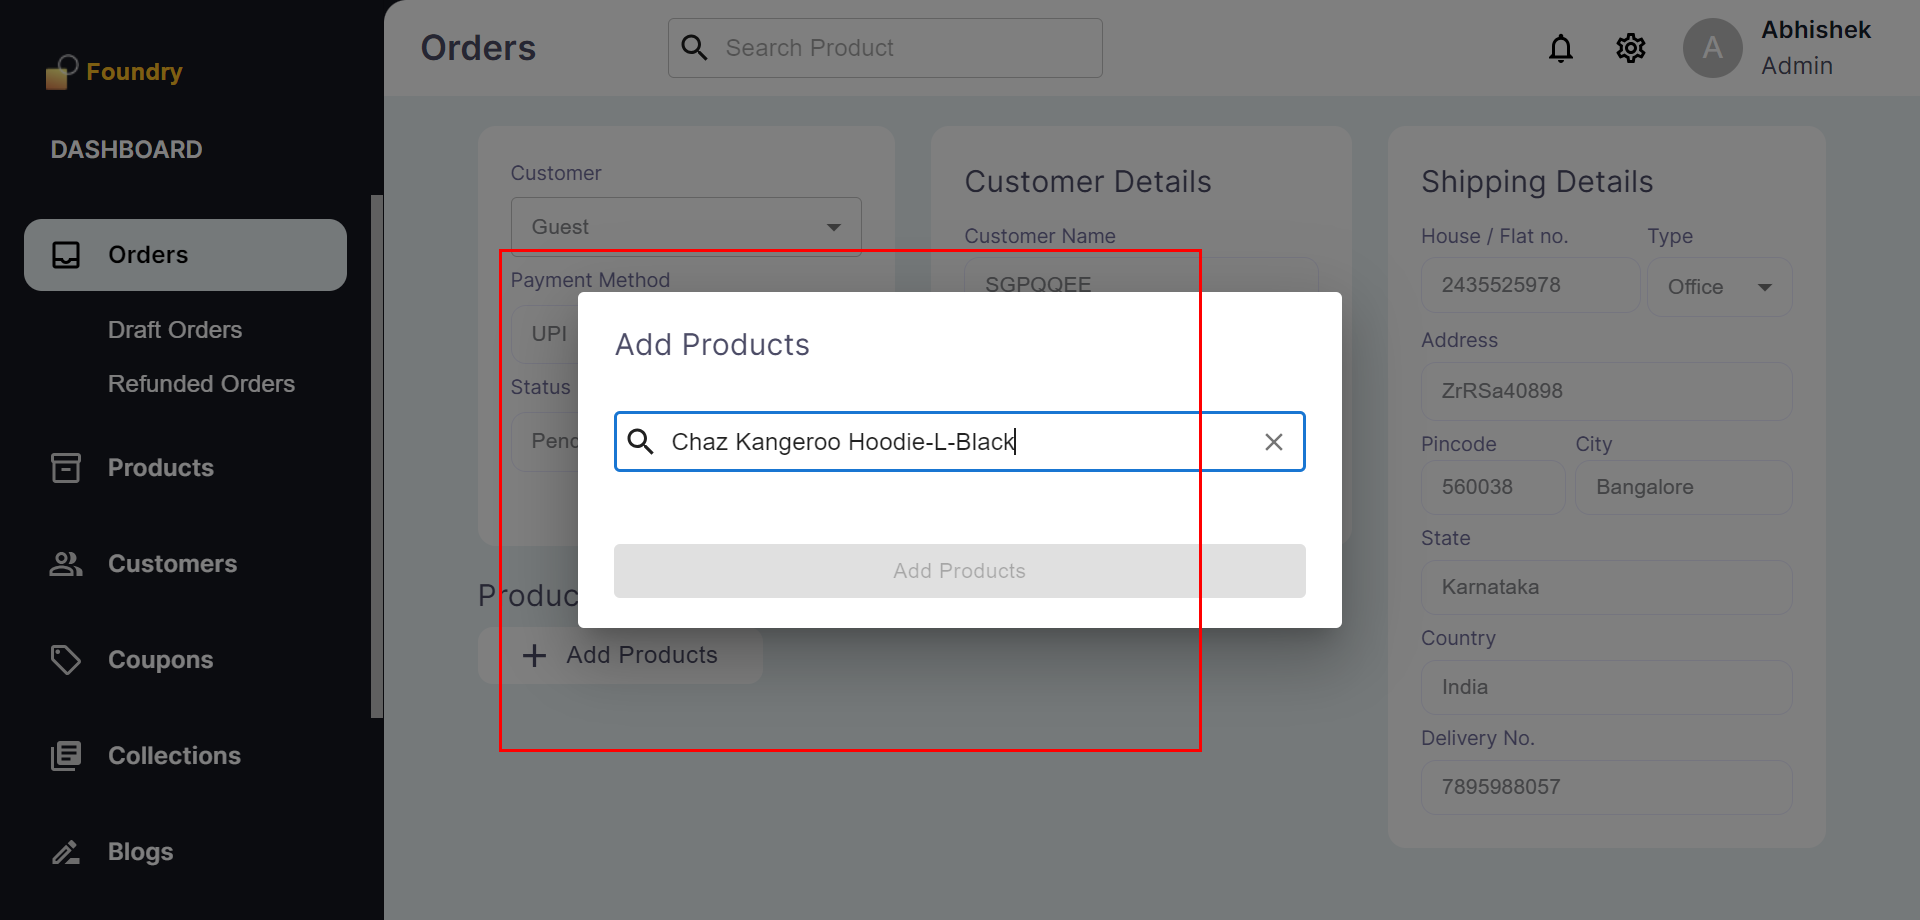 Foundry
DASHBOARD
Orders
Draft Orders
Refunded Orders
Products
Customers
Coupons
Collections
Blogs
Orders
Search Product
A
Abhishek
Admin
Customer
Guest
Payment Method
UPI
Status
Pend
Customer Details
Customer Name
SGPQQEE
Shipping Details
House / Flat no.
Type
2435525978
Office
Address
ZrRSa40898
Pincode
City
560038
Bangalore
State
Karnataka
Country
India
Delivery No.
7895988057
Add Products
Chaz Kangeroo Hoodie-L-Black
Add Products
Produc
Add Products